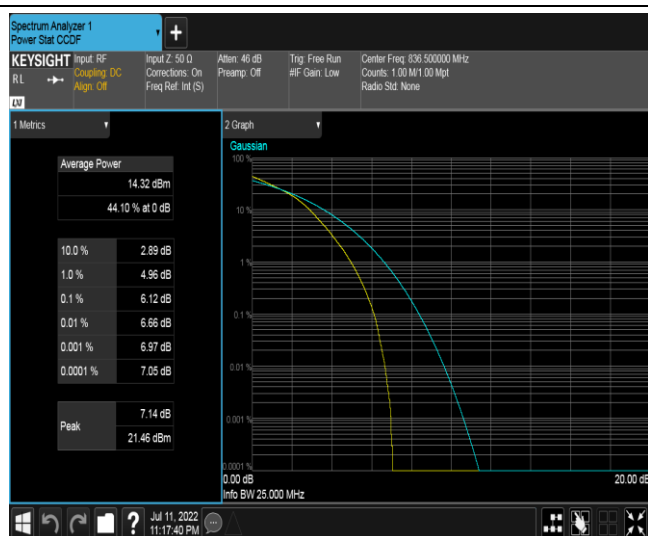 Spectrum Analyzer 1
Power Stat CCDF
+
KEYSIGHT
Input: RF
Coupling: DC
Align: Off
Input Z: 50 Ω
Corrections: On
Freq Ref: Int (S)
Atten: 46 dB
Preamp: Off
Trig: Free Run
#IF Gain: Low
Center Freq: 836.500000 MHz
Counts: 1.00 M/1.00 Mpt
Radio Std: None
RL
LXI
1 Metrics
Average Power
14.32 dBm
44.10 % at 0 dB
10.0 % 2.89 dB
1.0 % 4.96 dB
0.1 % 6.12 dB
0.01 % 6.66 dB
0.001 % 6.97 dB
0.0001 % 7.05 dB
Peak
7.14 dB
21.46 dBm
2 Graph
Gaussian
100 %
10 %
1 %
0.1 %
0.01 %
0.001 %
0.0001 %
0.00 dB
20.00 dB
Info BW 25.000 MHz
?
Jul 11, 2022
11:17:40 PM